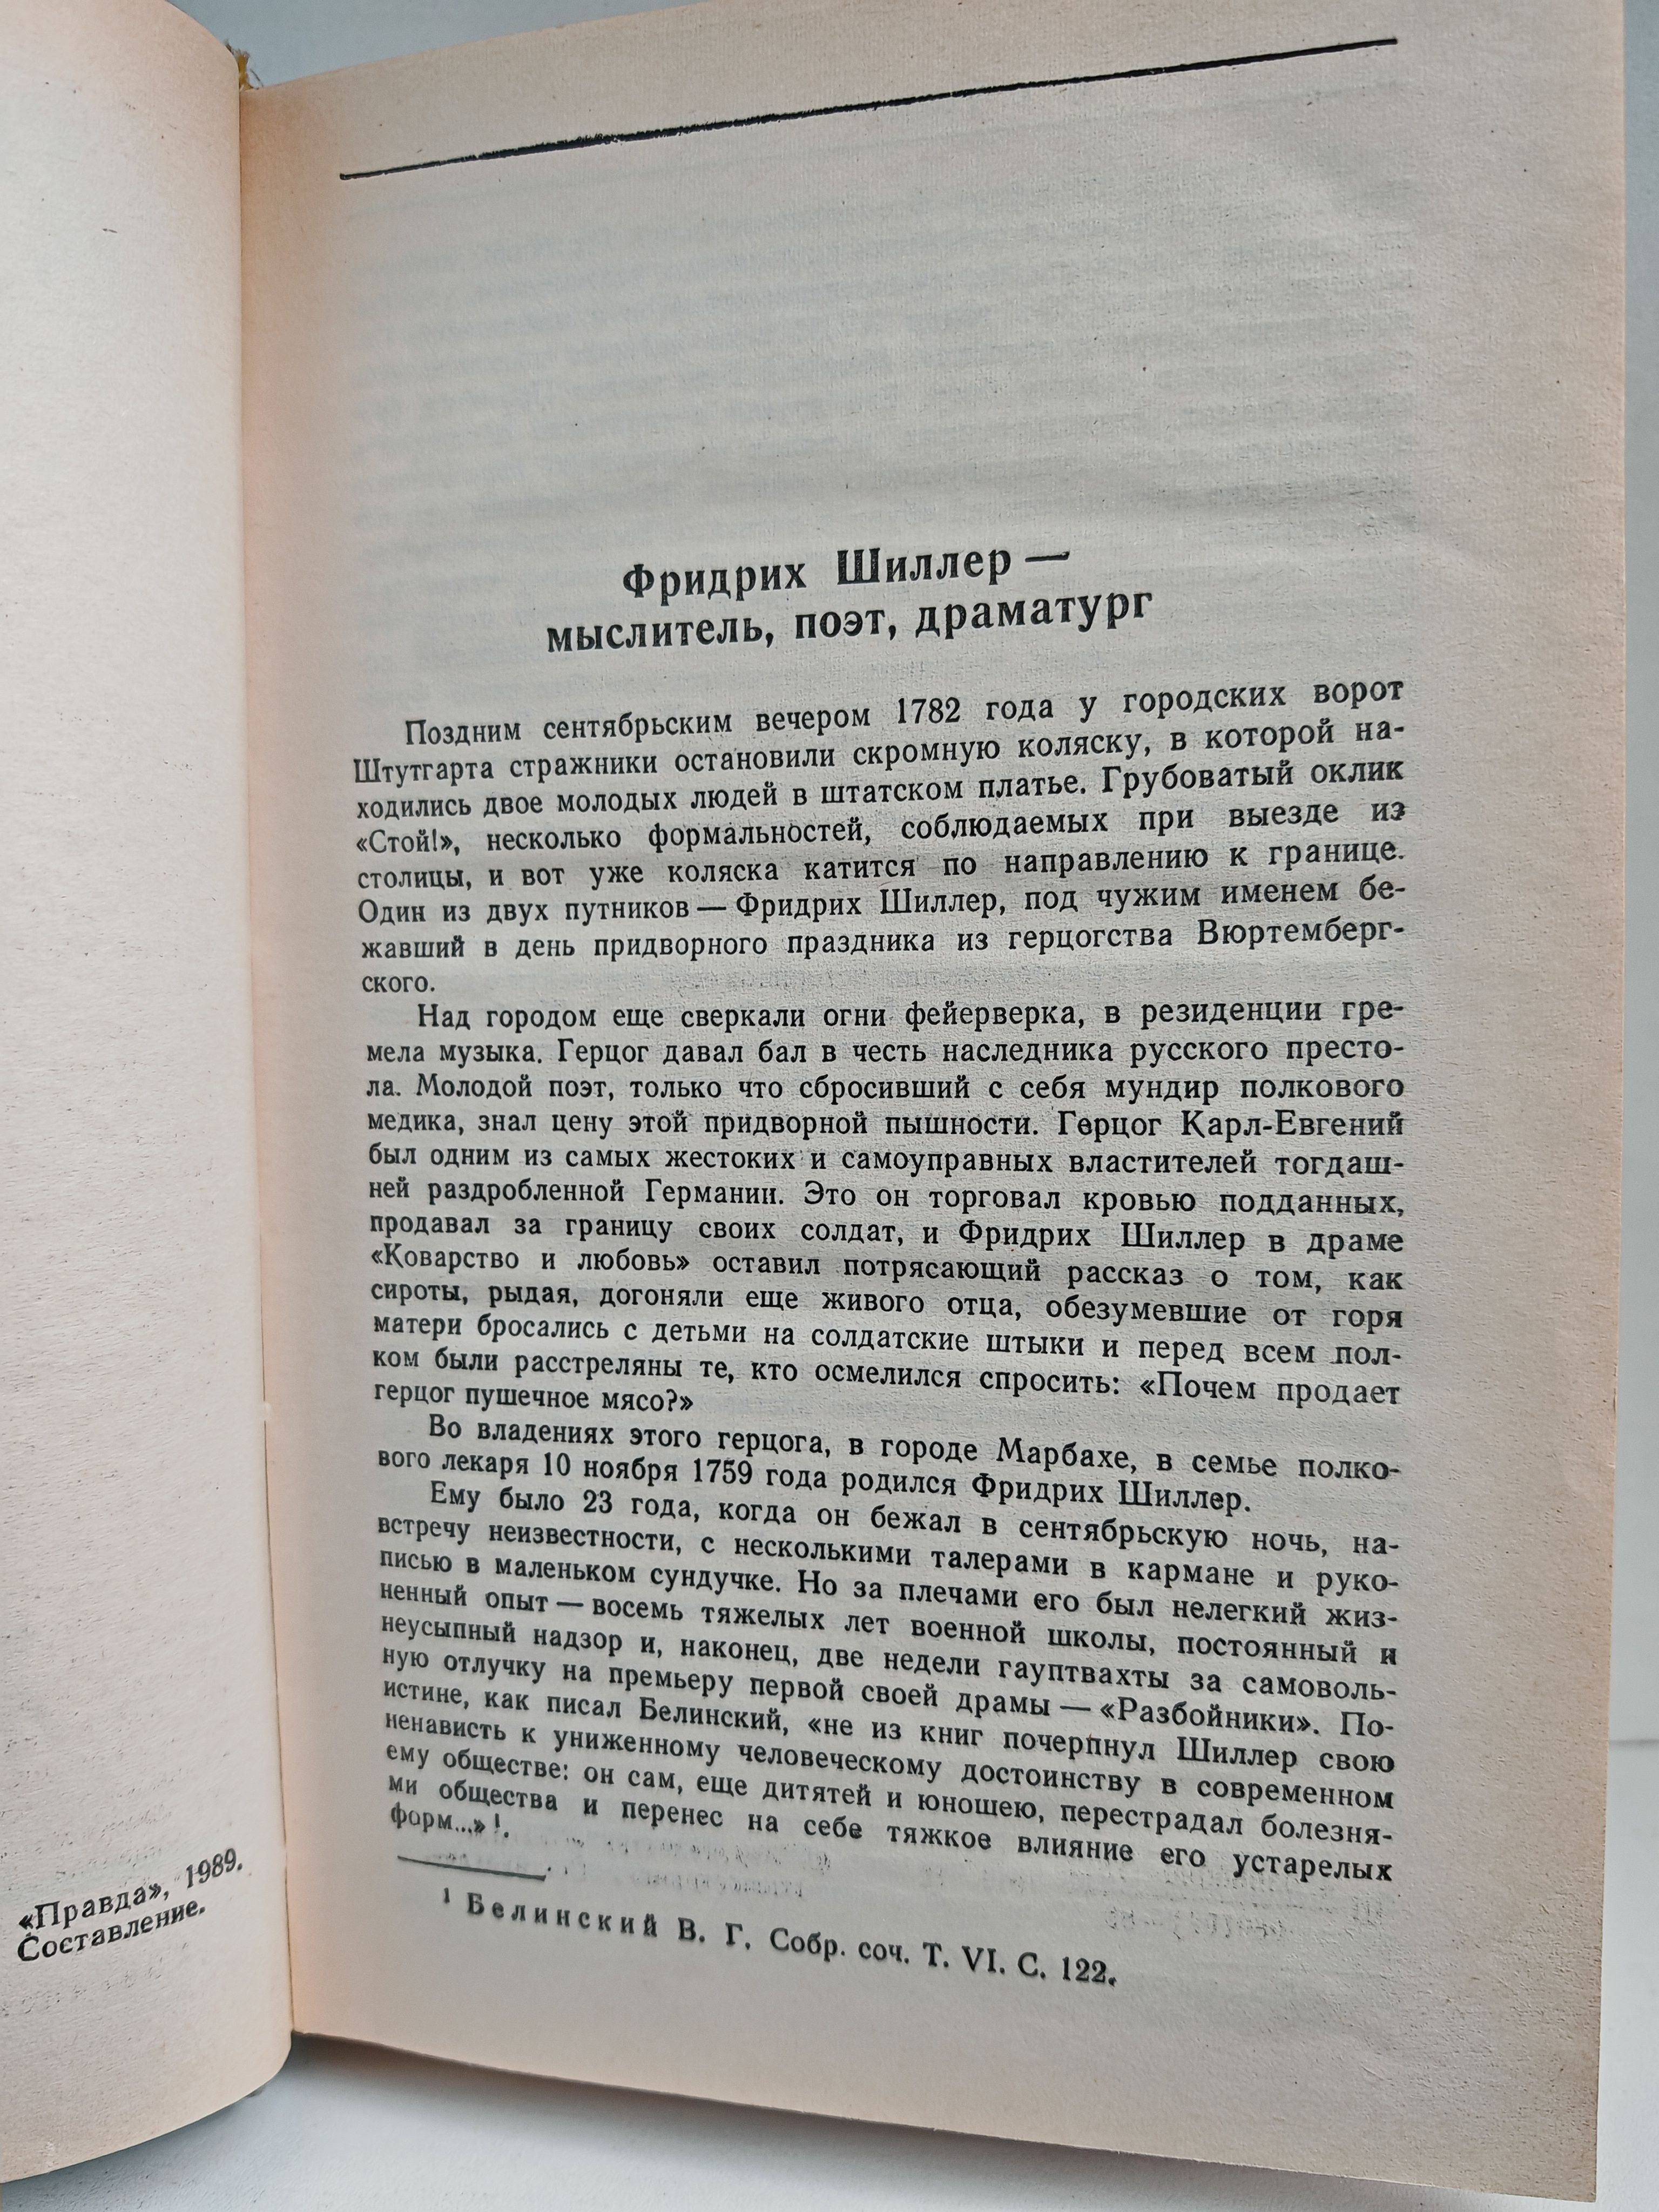 «Правда», 1989.
Составление.
Фридрих Шиллер —
мыслитель, поэт, драматург
Поздним сентябрьским вечером 1782 года у городских ворот
Штутгарта стражники остановили скромную коляску, в которой на-
ходились двое молодых людей в штатском платье. Грубоватый оклик
«Стой!», несколько формальностей, соблюдаемых при выезде из
столицы, и вот уже коляска катится по направлению к границе.
Один из двух путников — Фридрих Шиллер, под чужим именем бе-
жавший в день придворного праздника из герцогства Вюртемберг-
ского.
Над городом еще сверкали огни фейерверка, в резиденции гре-
мела музыка. Герцог давал бал в честь наследника русского престо-
ла. Молодой поэт, только что сбросивший с себя мундир полкового
медика, знал цену этой придворной пышности. Герцог Карл-Евгений
был одним из самых жестоких и самоуправных властителей тогдаш-
ней раздробленной Германии. Это он торговал кровью подданных,
продавал за границу своих солдат, и Фридрих Шиллер в драме
«Коварство и любовь» оставил потрясающий рассказ о том, как
сироты, рыдая, догоняли еще живого отца, обезумевшие от горя
матери бросались с детьми на солдатские штыки и перед всем пол-
ком были расстреляны те, кто осмелился спросить: «Почем продает
герцог пушечное мясо?»
Во владениях этого герцога, в городе Марбахе, в семье полко-
вого лекаря 10 ноября 1759 года родился Фридрих Шиллер.
Ему было 23 года, когда он бежал в сентябрьскую ночь, на-
встречу неизвестности, с несколькими талерами в кармане и руко-
писью в маленьком сундучке. Но за плечами его был нелегкий жиз-
ненный опыт — восемь тяжелых лет военной школы, постоянный и
неусыпный надзор и, наконец, две недели гауптвахты за самоволь-
ную отлучку на премьеру первой своей драмы — «Разбойники». По-
истине, как писал Белинский, «не из книг почерпнул Шиллер свою
ненависть к униженному человеческому достоинству в современном
ему обществе: он сам, еще дитятей и юношею, перестрадал болезня-
ми общества и перенес на себе тяжкое влияние его устарелых
форм...»¹.
¹ Белинский В. Г. Собр. соч. Т. VI. С. 122.